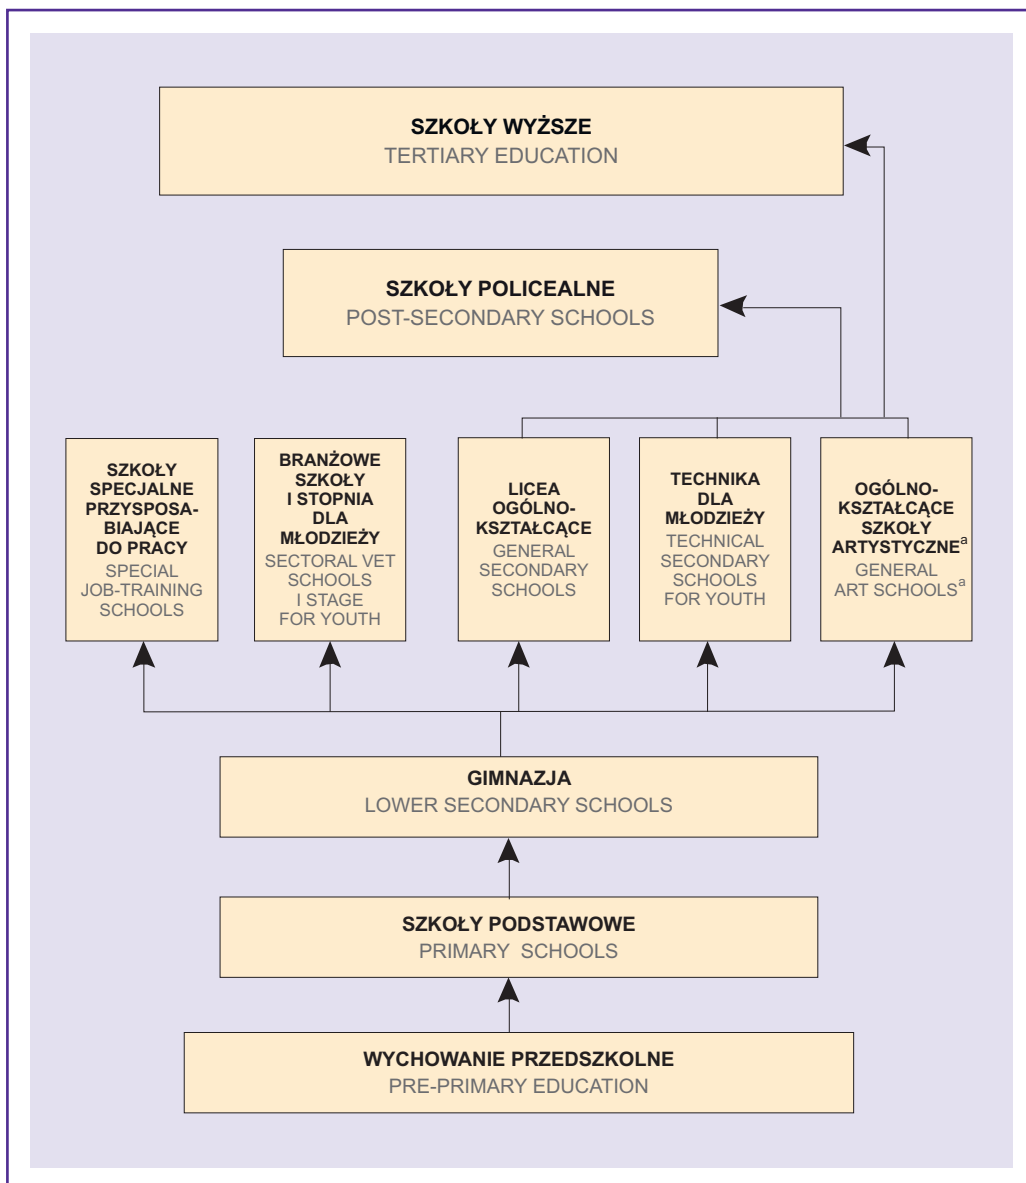 SZKOŁY WYŻSZE
TERTIARY EDUCATION
SZKOŁY POLICEALNE
POST-SECONDARY SCHOOLS
SZKOŁY
SPECJALNE
PRZYSPOSA-
BIAJĄCE
DO PRACY
SPECIAL
JOB-TRAINING
SCHOOLS
BRANŻOWE
SZKOŁY
I STOPNIA
DLA
MŁODZIEŻY
SECTORAL VET
SCHOOLS
I STAGE
FOR YOUTH
LICEA
OGÓLNO-
KSZTAŁCĄCE
GENERAL
SECONDARY
SCHOOLS
TECHNIKA
DLA
MŁODZIEŻY
TECHNICAL
SECONDARY
SCHOOLS
FOR YOUTH
OGÓLNO-
KSZTAŁCĄCE
SZKOŁY
ARTYSTYCZNEᵃ
GENERAL
ART SCHOOLSᵃ
GIMNAZJA
LOWER SECONDARY SCHOOLS
SZKOŁY PODSTAWOWE
PRIMARY SCHOOLS
WYCHOWANIE PRZEDSZKOLNE
PRE-PRIMARY EDUCATION